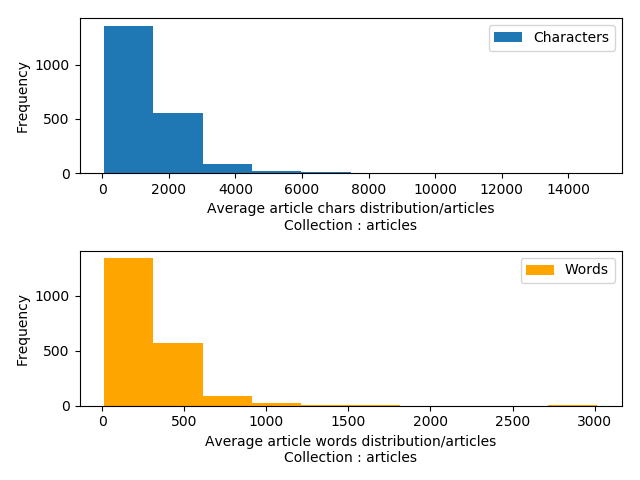 Characters
1000
500
0
Frequency
0 2000 4000 6000 8000 10000 12000 14000
Average article chars distribution/articles
Collection : articles
Words
1000
500
0
Frequency
0 500 1000 1500 2000 2500 3000
Average article words distribution/articles
Collection : articles